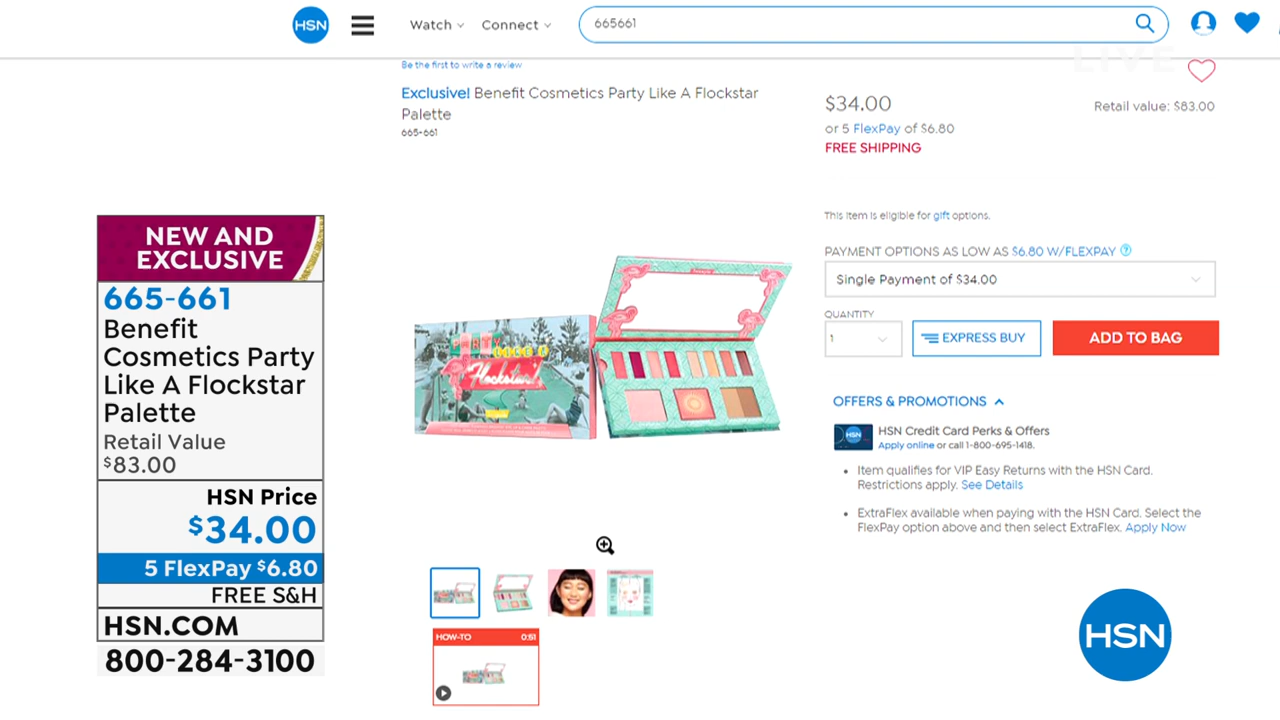 HSN
Watch
Connect
665661
LIVE
Be the first to write a review
Exclusive! Benefit Cosmetics Party Like A Flockstar
Palette
665-661
$34.00
Retail value: $83.00
or 5 FlexPay of $6.80
FREE SHIPPING
This item is eligible for gift options.
PAYMENT OPTIONS AS LOW AS $6.80 W/FLEXPAY ?
Single Payment of $34.00
QUANTITY
1
EXPRESS BUY
ADD TO BAG
OFFERS & PROMOTIONS
HSN
HSN Credit Card Perks & Offers
Apply online or call 1-800-695-1418.
• Item qualifies for VIP Easy Returns with the HSN Card.
Restrictions apply. See Details
• ExtraFlex available when paying with the HSN Card. Select the
FlexPay option above and then select ExtraFlex. Apply Now
NEW AND
EXCLUSIVE
665-661
Benefit
Cosmetics Party
Like A Flockstar
Palette
Retail Value
$83.00
HSN Price
$34.00
5 FlexPay $6.80
FREE S&H
HSN.COM
800-284-3100
PARTY
LIKE A
Flockstar!
HOW-TO
0:51
HSN